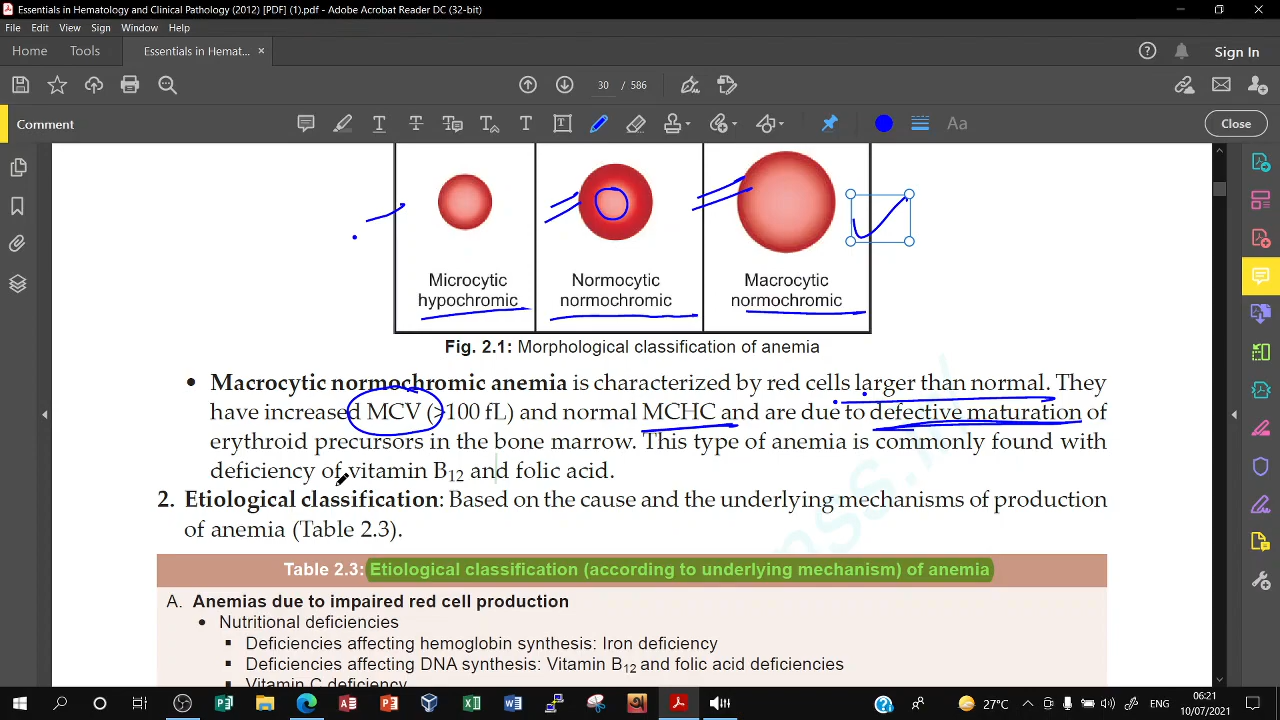 Essentials in Hematology and Clinical Pathology (2012) [PDF] (1).pdf - Adobe Acrobat Reader DC (32-bit)
File Edit View Sign Window Help
Home Tools Essentials in Hemat... ×
Sign In
30 / 586
Comment
Aa
Close
Microcytic hypochromic
Normocytic normochromic
Macrocytic normochromic
Fig. 2.1: Morphological classification of anemia
• Macrocytic normochromic anemia is characterized by red cells larger than normal. They
have increased MCV (>100 fL) and normal MCHC and are due to defective maturation of
erythroid precursors in the bone marrow. This type of anemia is commonly found with
deficiency of vitamin B12 and folic acid.
2. Etiological classification: Based on the cause and the underlying mechanisms of production
of anemia (Table 2.3).
Table 2.3: Etiological classification (according to underlying mechanism) of anemia
A. Anemias due to impaired red cell production
• Nutritional deficiencies
▪ Deficiencies affecting hemoglobin synthesis: Iron deficiency
▪ Deficiencies affecting DNA synthesis: Vitamin B12 and folic acid deficiencies
▪ Vitamin C deficiency
27°C
ENG
06:21
10/07/2021